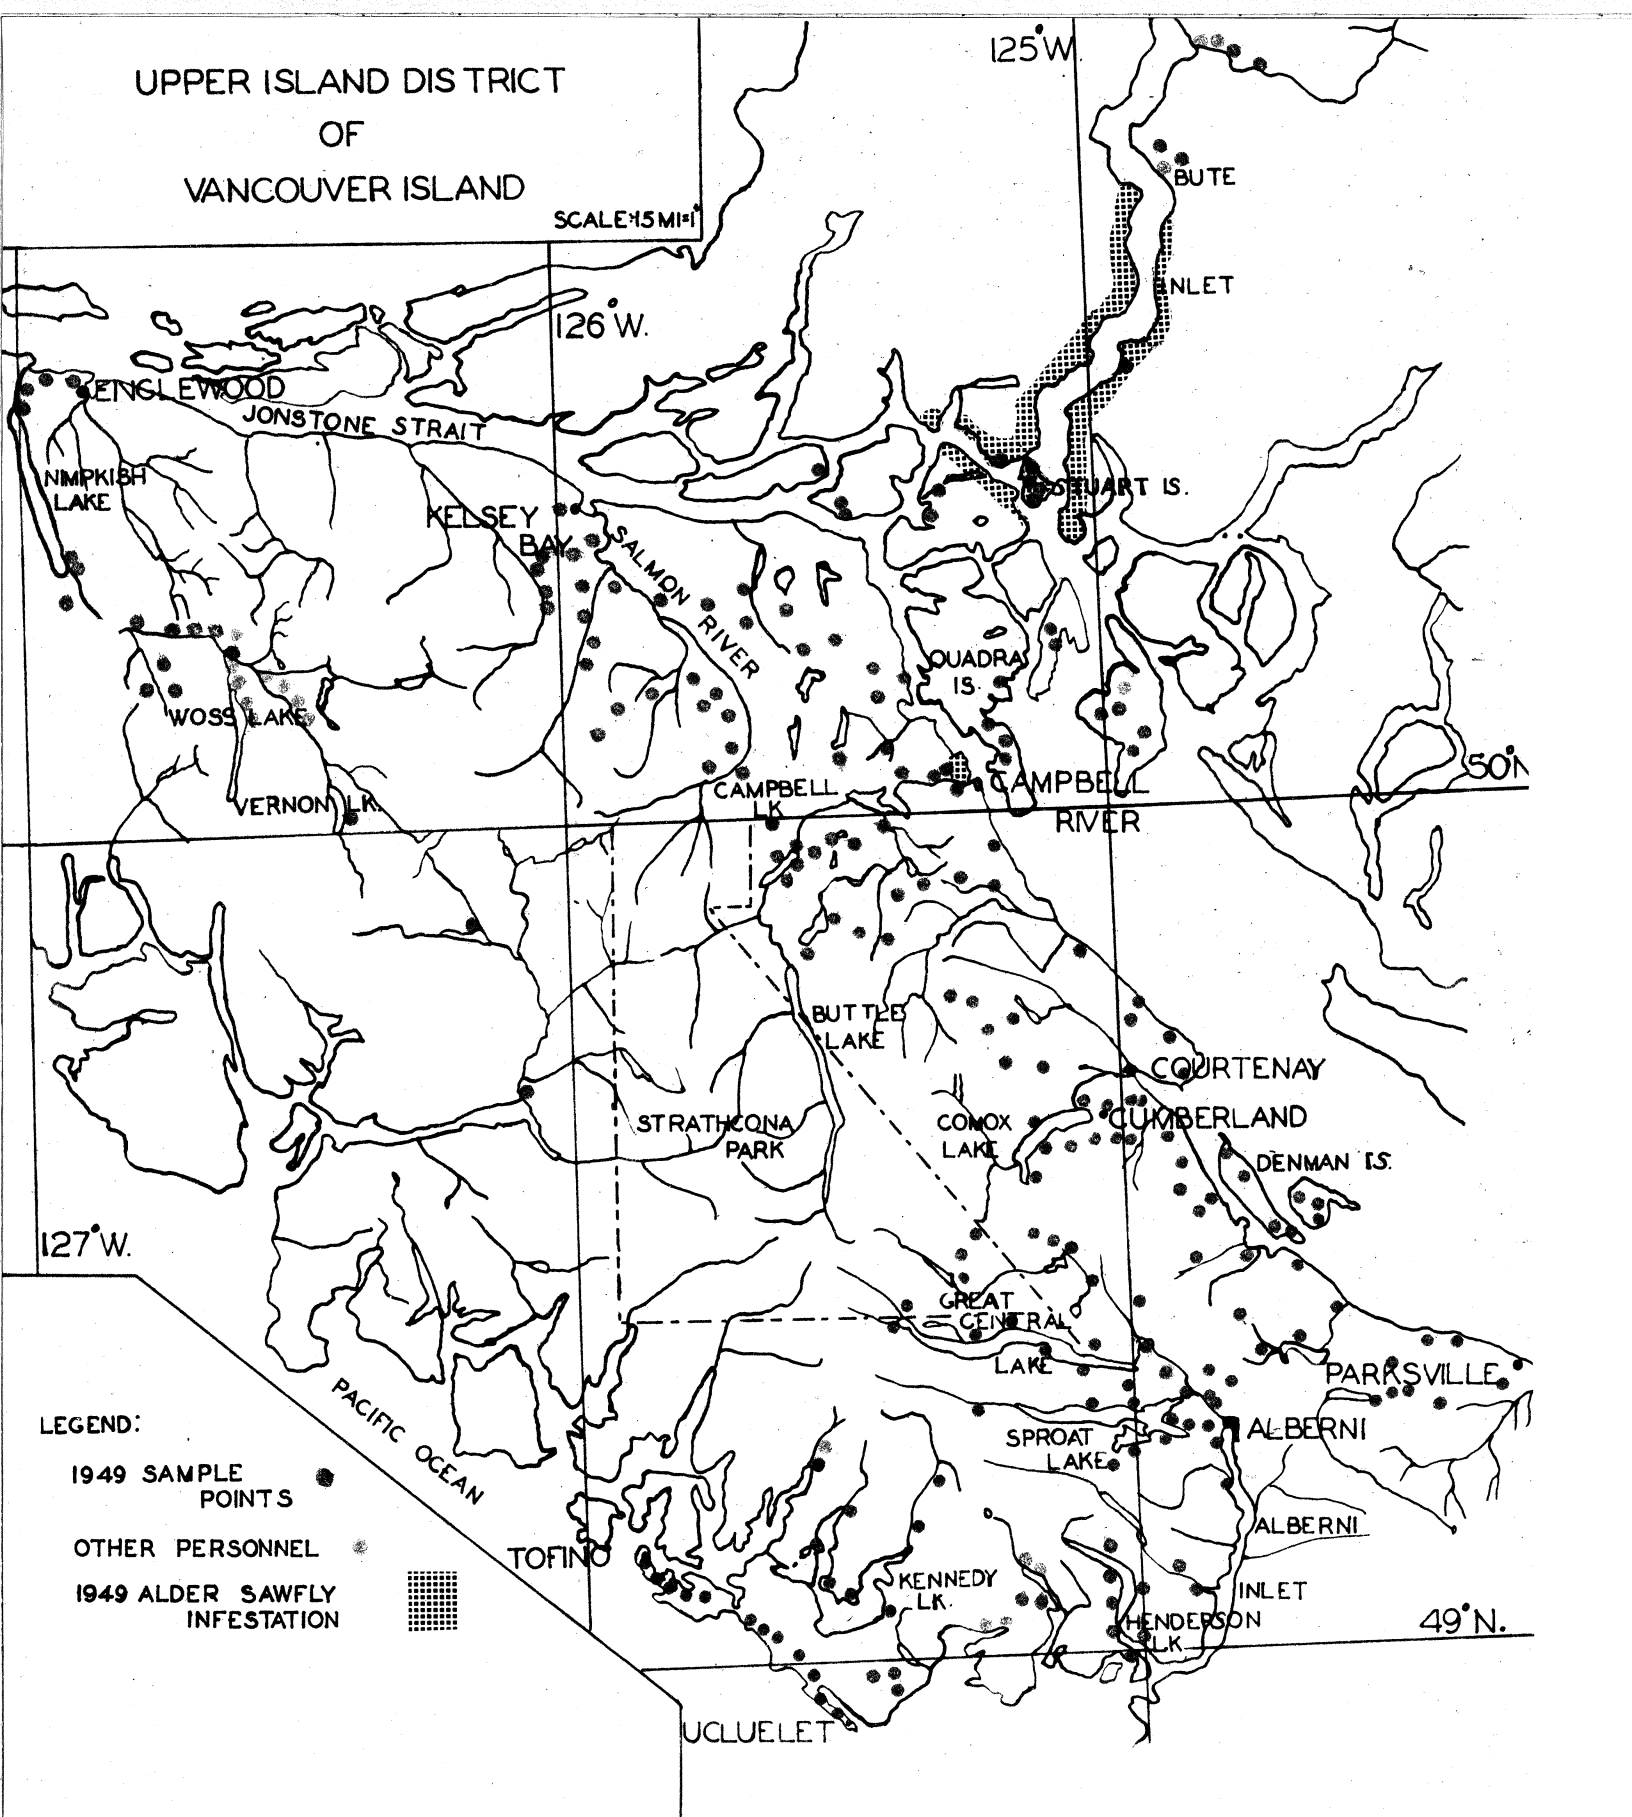 UPPER ISLAND DISTRICT
OF
VANCOUVER ISLAND
SCALE:15MI=1"
125°W.
BUTE
INLET
126°W.
ENGLEWOOD
JONSTONE STRAIT
NIMPKISH
LAKE
KELSEY
BAY
SALMON RIVER
STUART IS.
QUADRA
IS.
WOSS LAKE
VERNON LK.
CAMPBELL
LK.
CAMPBELL
RIVER
50°N
BUTTLE
LAKE
STRATHCONA
PARK
COMOX
LAKE
COURTENAY
CUMBERLAND
DENMAN IS.
127°W.
GREAT
CENTRAL
LAKE
PARKSVILLE
SPROAT
LAKE
ALBERNI
PACIFIC OCEAN
LEGEND:
1949 SAMPLE
POINTS
OTHER PERSONNEL
1949 ALDER SAWFLY
INFESTATION
TOFINO
KENNEDY
LK.
ALBERNI
INLET
HENDERSON
LK.
49°N.
UCLUELET